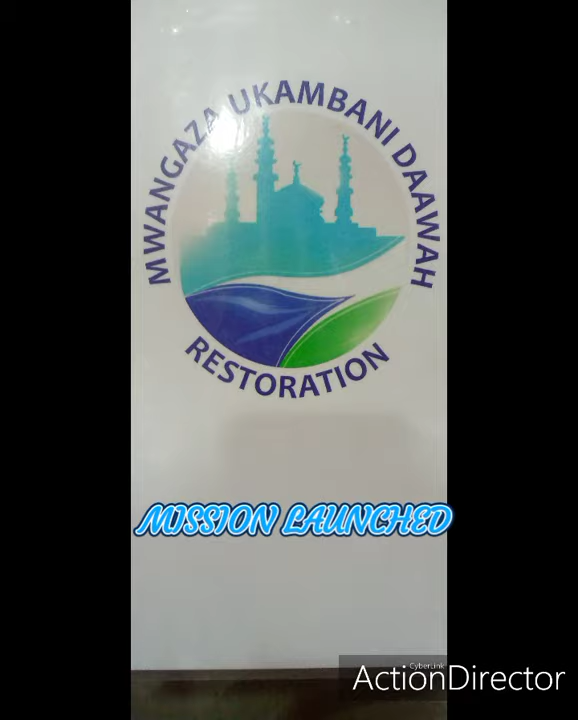 MWANGAZA UKAMBANI DAAWAH
RESTORATION
MISSION LAUNCHED
CyberLink
ActionDirector